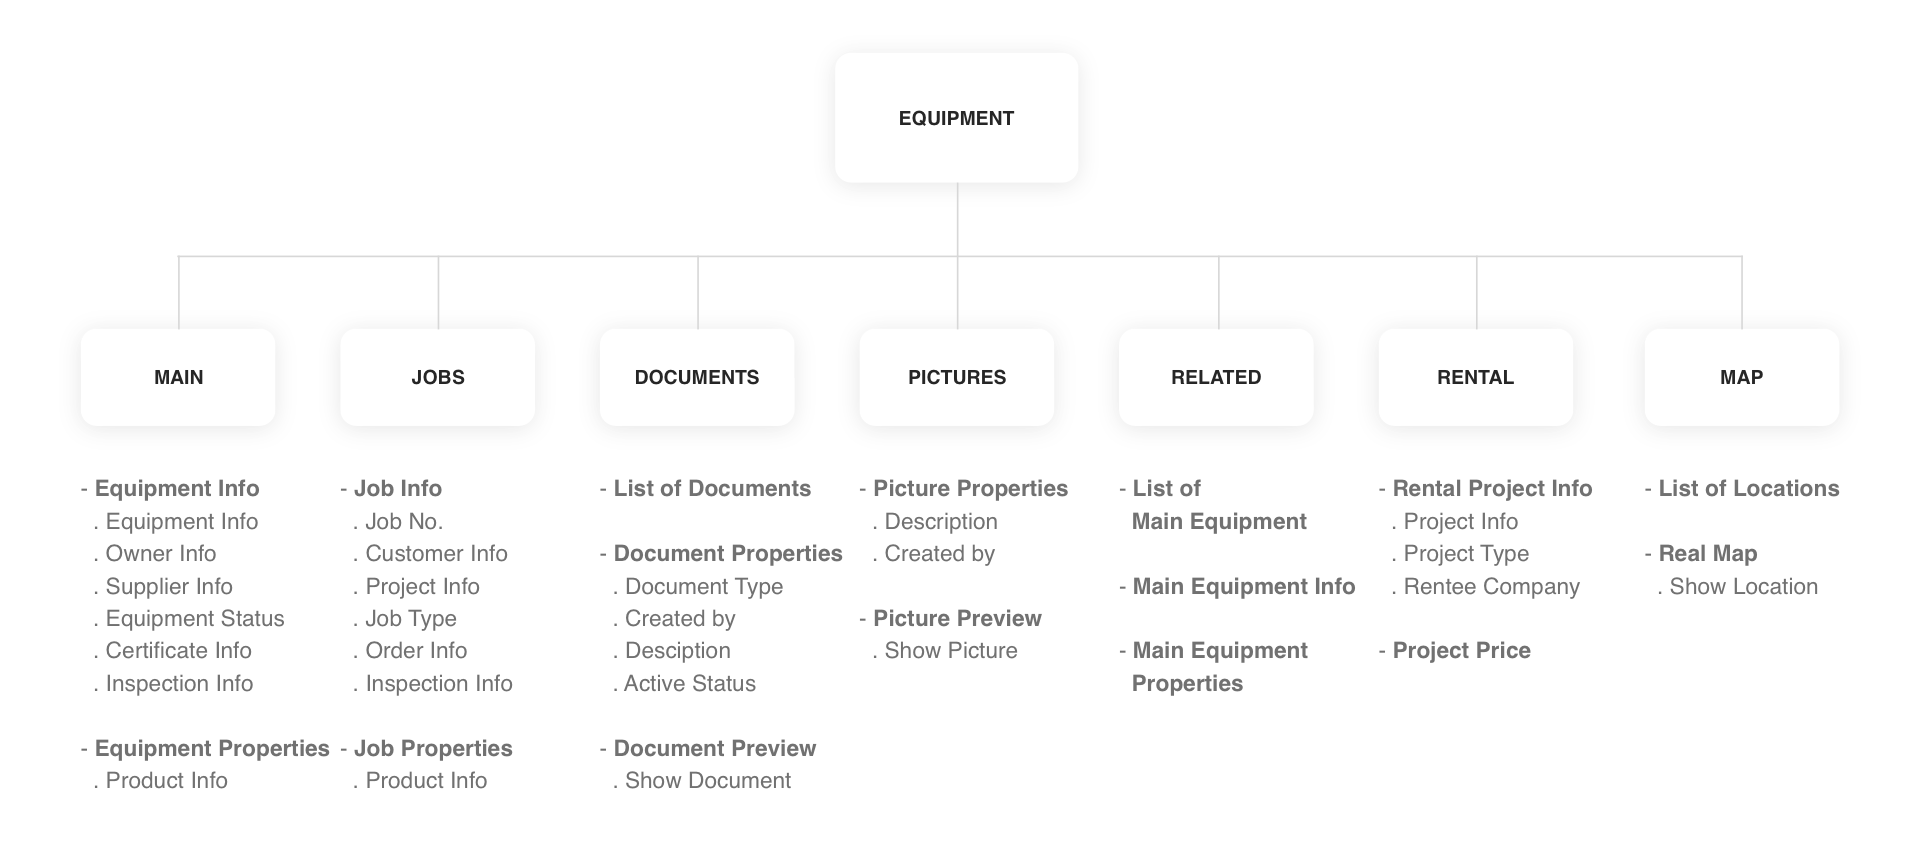 EQUIPMENT
MAIN
JOBS
DOCUMENTS
PICTURES
RELATED
RENTAL
MAP
- Equipment Info
. Equipment Info
. Owner Info
. Supplier Info
. Equipment Status
. Certificate Info
. Inspection Info
- Equipment Properties
. Product Info
- Job Info
. Job No.
. Customer Info
. Project Info
. Job Type
. Order Info
. Inspection Info
- Job Properties
. Product Info
- List of Documents
- Document Properties
. Document Type
. Created by
. Desciption
. Active Status
- Document Preview
. Show Document
- Picture Properties
. Description
. Created by
- Picture Preview
. Show Picture
- List of
Main Equipment
- Main Equipment Info
- Main Equipment
Properties
- Rental Project Info
. Project Info
. Project Type
. Rentee Company
- Project Price
- List of Locations
- Real Map
. Show Location